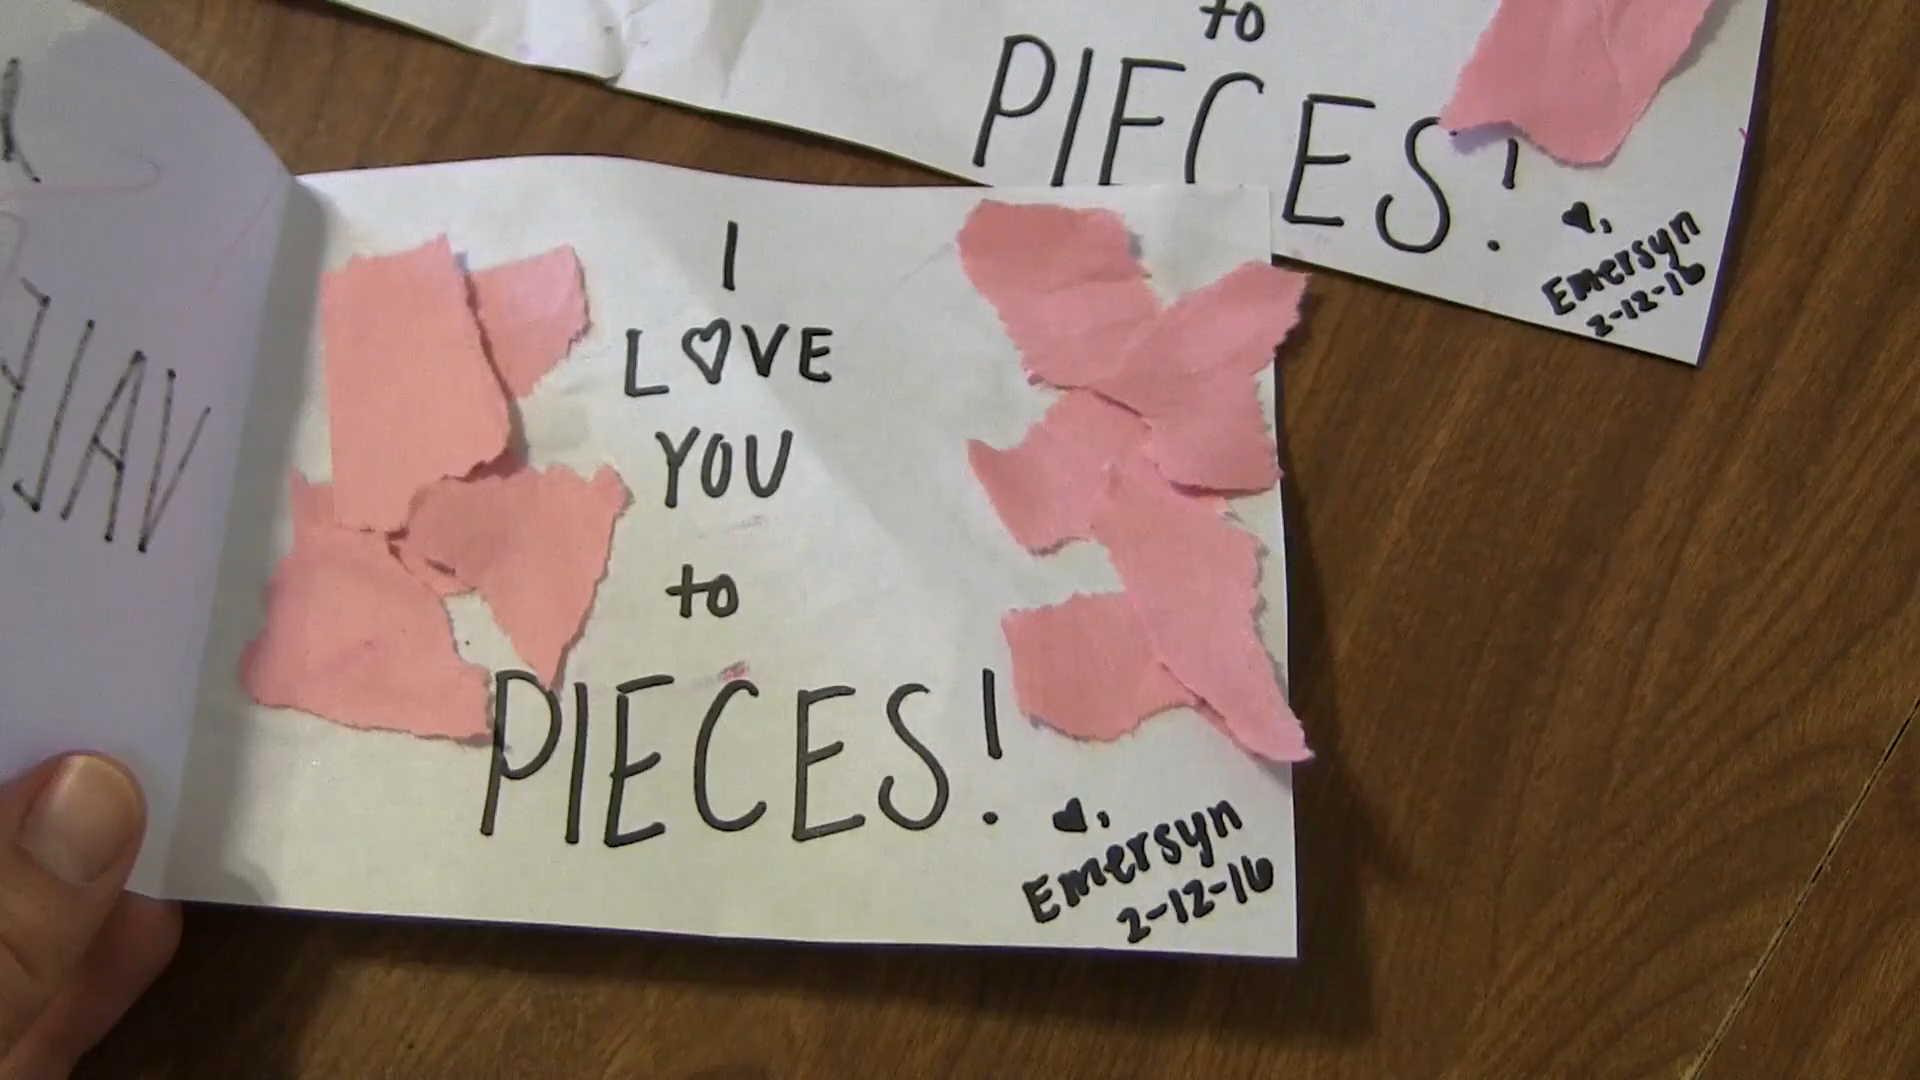 to
PIECES!
♥,
Emersyn
2-12-16
I
L♡VE
YOU
to
PIECES!
♥,
Emersyn
2-12-16